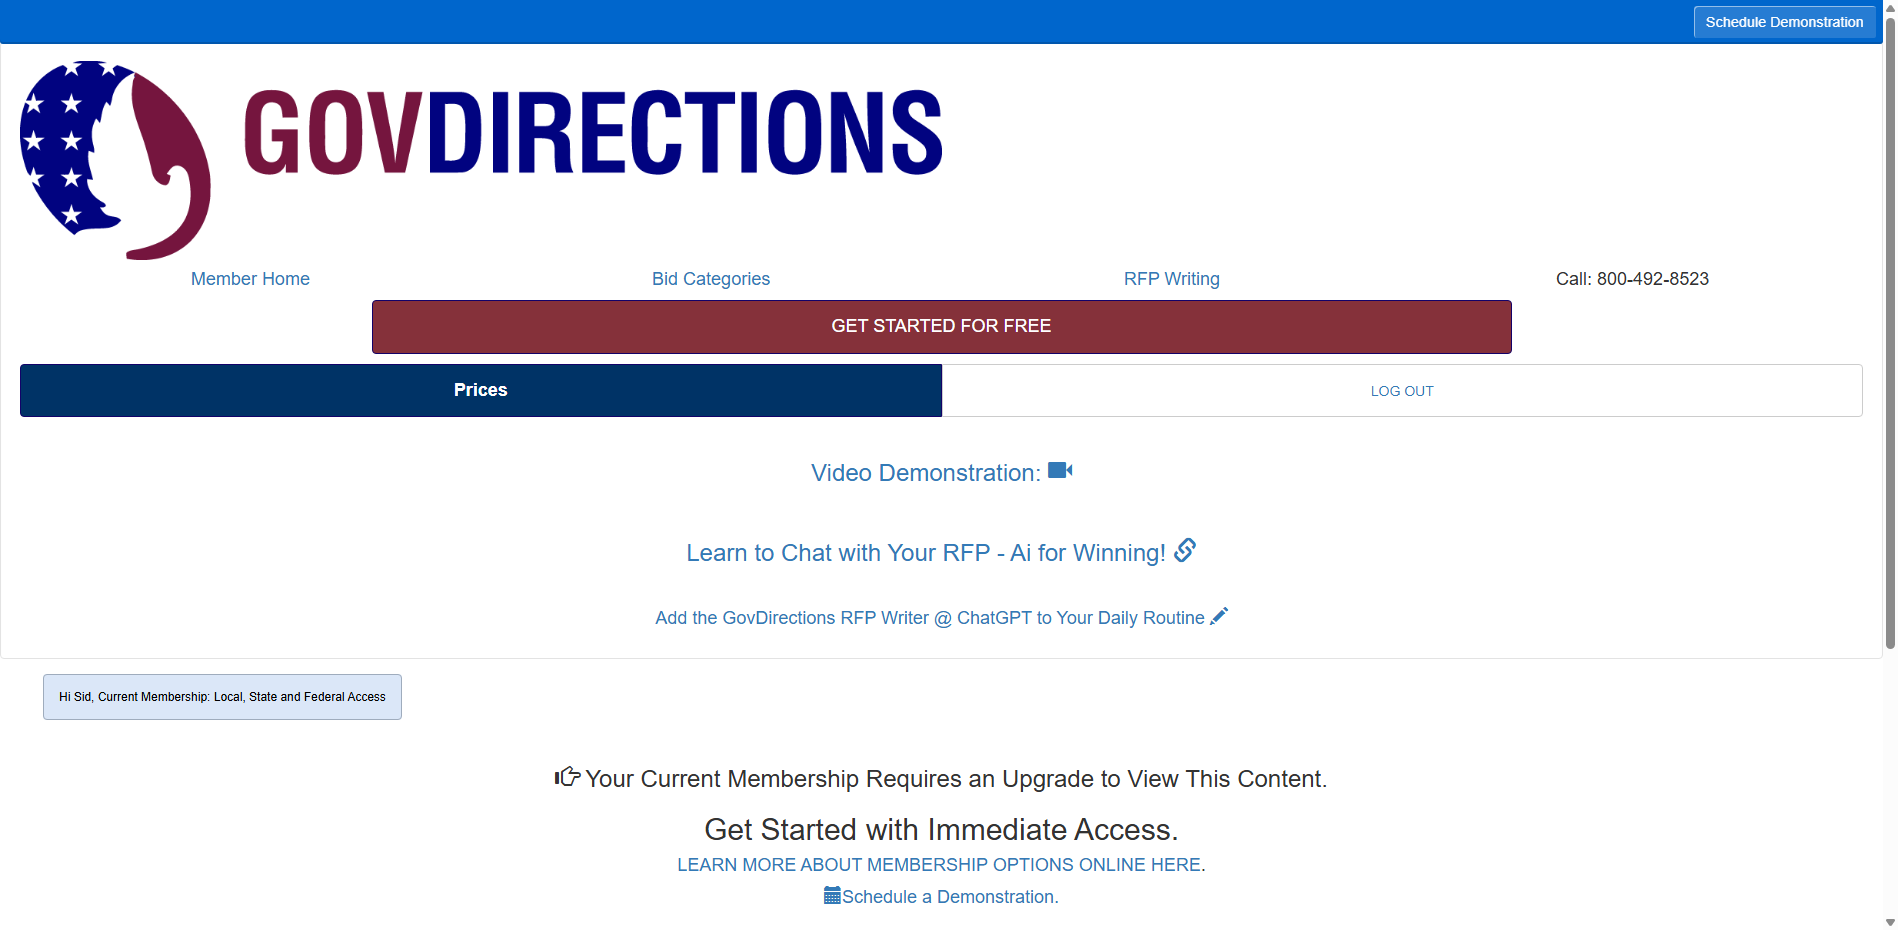 Schedule Demonstration
GOVDIRECTIONS
Member Home
Bid Categories
RFP Writing
Call: 800-492-8523
GET STARTED FOR FREE
Prices
LOG OUT
Video Demonstration:
Learn to Chat with Your RFP - Ai for Winning!
Add the GovDirections RFP Writer @ ChatGPT to Your Daily Routine
Hi Sid, Current Membership: Local, State and Federal Access
Your Current Membership Requires an Upgrade to View This Content.
Get Started with Immediate Access.
LEARN MORE ABOUT MEMBERSHIP OPTIONS ONLINE HERE.
Schedule a Demonstration.